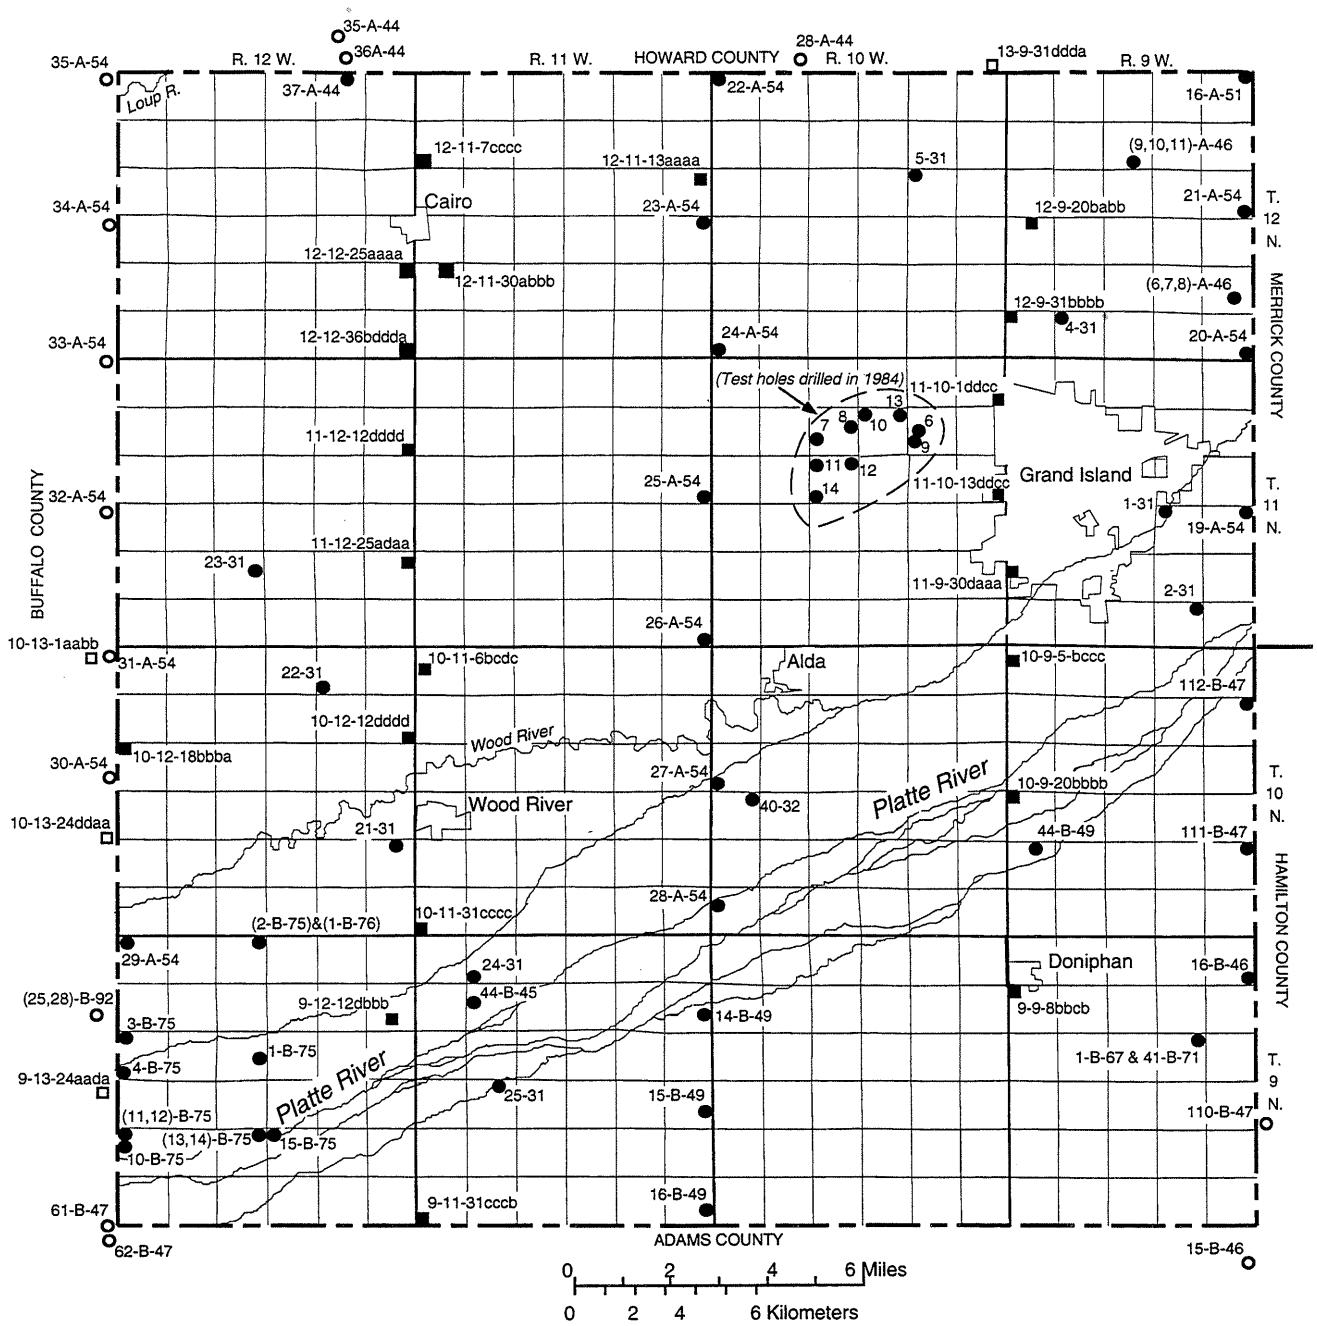 35-A-44
36A-44
28-A-44
35-A-54
R. 12 W.
R. 11 W.
HOWARD COUNTY
R. 10 W.
13-9-31ddda
R. 9 W.
Loup R.
37-A-44
22-A-54
16-A-51
12-11-7cccc
12-11-13aaaa
5-31
(9,10,11)-A-46
34-A-54
Cairo
23-A-54
12-9-20babb
21-A-54
T.
12
N.
12-12-25aaaa
12-11-30abbb
(6,7,8)-A-46
12-9-31bbbb
4-31
33-A-54
12-12-36bddda
24-A-54
20-A-54
MERRICK COUNTY
(Test holes drilled in 1984)
11-10-1ddcc
7
8
10
13
6
9
11
12
14
11-12-12dddd
BUFFALO COUNTY
32-A-54
25-A-54
11-10-13ddcc
Grand Island
1-31
19-A-54
T.
11
N.
11-12-25adaa
23-31
11-9-30daaa
2-31
26-A-54
10-13-1aabb
31-A-54
22-31
10-11-6bcdc
Alda
10-9-5-bccc
112-B-47
10-12-12dddd
Wood River
10-12-18bbba
30-A-54
27-A-54
40-32
Platte River
10-9-20bbbb
T.
10
N.
Wood River
10-13-24ddaa
21-31
44-B-49
111-B-47
28-A-54
HAMILTON COUNTY
(2-B-75)&(1-B-76)
10-11-31cccc
29-A-54
24-31
Doniphan
16-B-46
(25,28)-B-92
9-12-12dbbb
44-B-45
14-B-49
9-9-8bbcb
3-B-75
1-B-75
1-B-67 & 41-B-71
4-B-75
9-13-24aada
Platte River
25-31
15-B-49
T.
9
N.
110-B-47
(11,12)-B-75
(13,14)-B-75
15-B-75
10-B-75
61-B-47
9-11-31cccb
16-B-49
62-B-47
ADAMS COUNTY
15-B-46
0 2 4 6 Miles
0 2 4 6 Kilometers